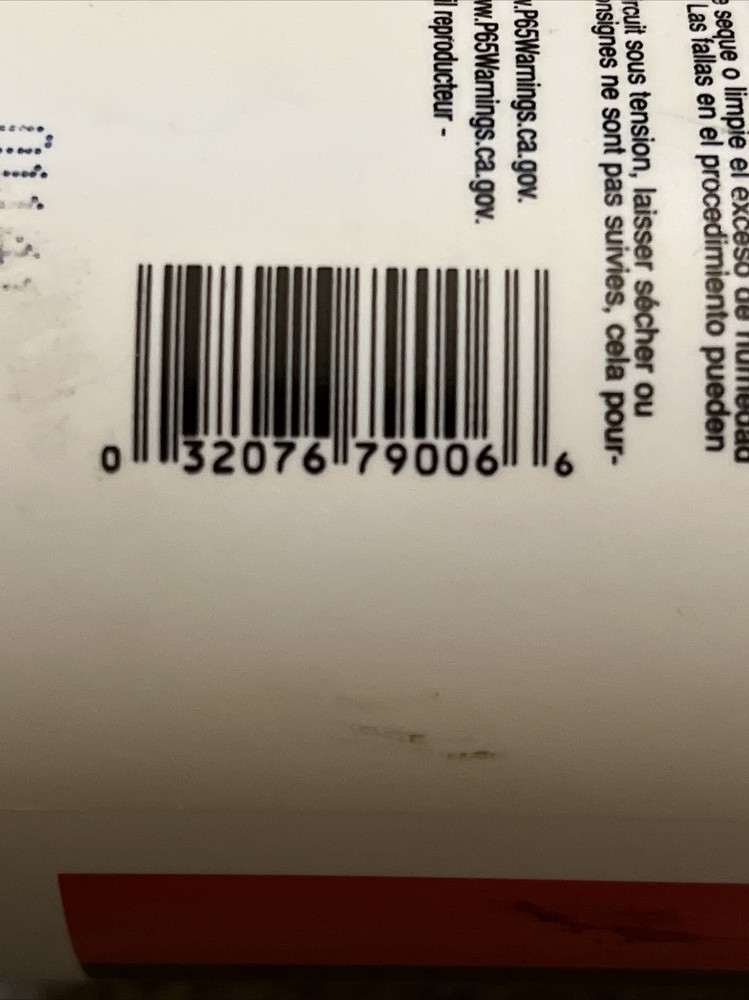 e seque o limpie el exceso de humedad
Las fallas en el procedimiento pueden
rcuit sous tension, laisser sécher ou
onsignes ne sont pas suivies, cela pour-
.P65Warnings.ca.gov.
ww.P65Warnings.ca.gov.
il reproducteur -
0 32076 79006 6